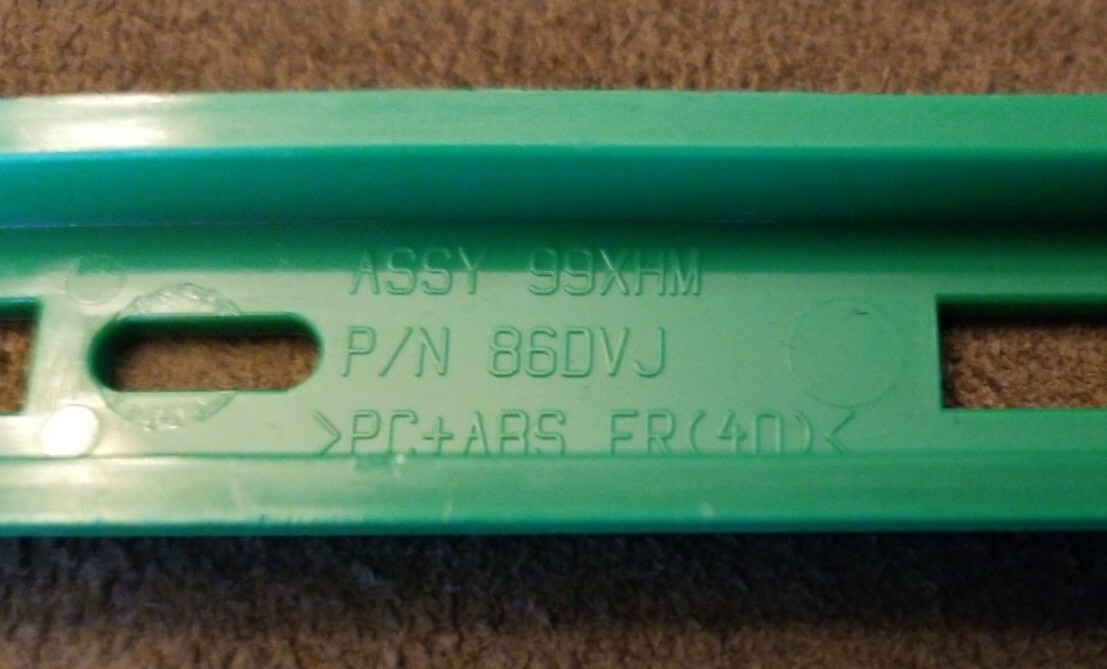 ASSY 99XHM
P/N 86DVJ
>PC+ABS FR(40)<